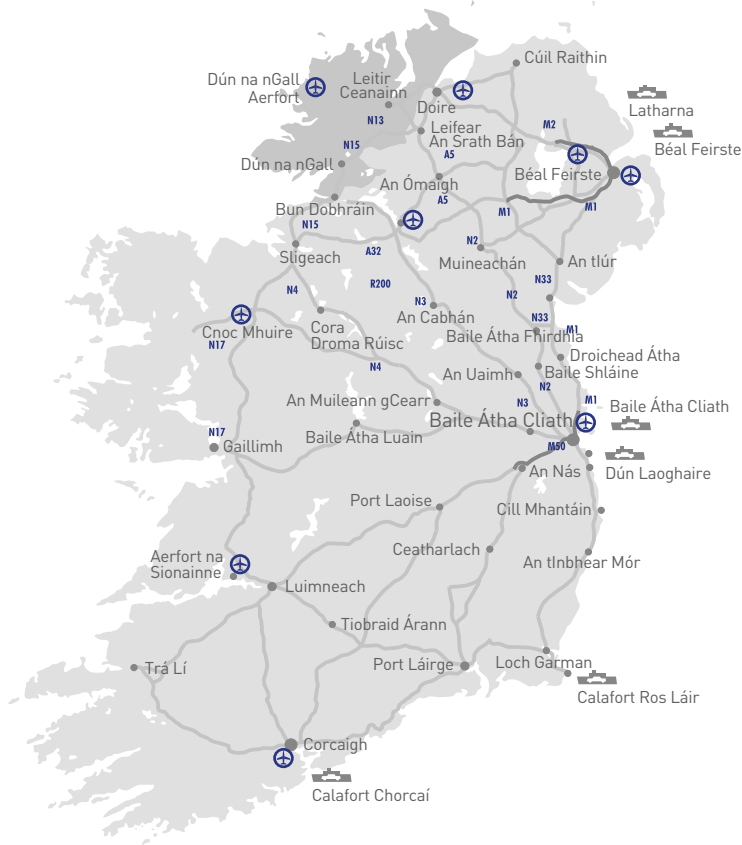 Cúil Raithin
Dún na nGall
Aerfort
Leitir
Ceanainn
Doire
Latharna
N13
M2
Leifear
An Srath Bán
Béal Feirste
N15
A5
Dún na nGall
An Ómaigh
Béal Feirste
A5
Bun Dobhráin
M1
M1
N15
N2
A32
Sligeach
Muineachán
An tIúr
R200
N33
N4
N2
N3
An Cabhán
Cnoc Mhuire
Cora
Droma Rúisc
N33
Baile Átha Fhirdhia
M1
N17
Droichead Átha
N4
An Uaimh
Baile Shláine
N2
An Muileann gCearr
N3
M1
Baile Átha Cliath
Baile Átha Cliath
N17
Baile Átha Luain
Gaillimh
M50
Dún Laoghaire
An Nás
Port Laoise
Cill Mhantáin
Ceatharlach
Aerfort na
Sionainne
An tInbhear Mór
Luimneach
Tiobraid Árann
Trá Lí
Port Láirge
Loch Garman
Calafort Ros Láir
Corcaigh
Calafort Chorcaí